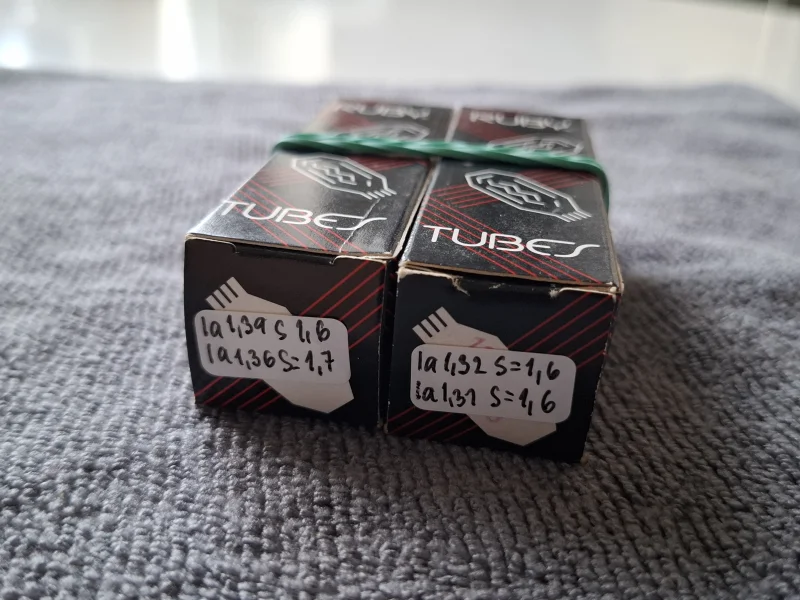 RUBY
RUBY
TUBES
TUBES
Ia 1,39 S 1,6
Ia 1,36 S=1,7
Ia 1,32 S=1,6
Ia 1,31 S=1,6